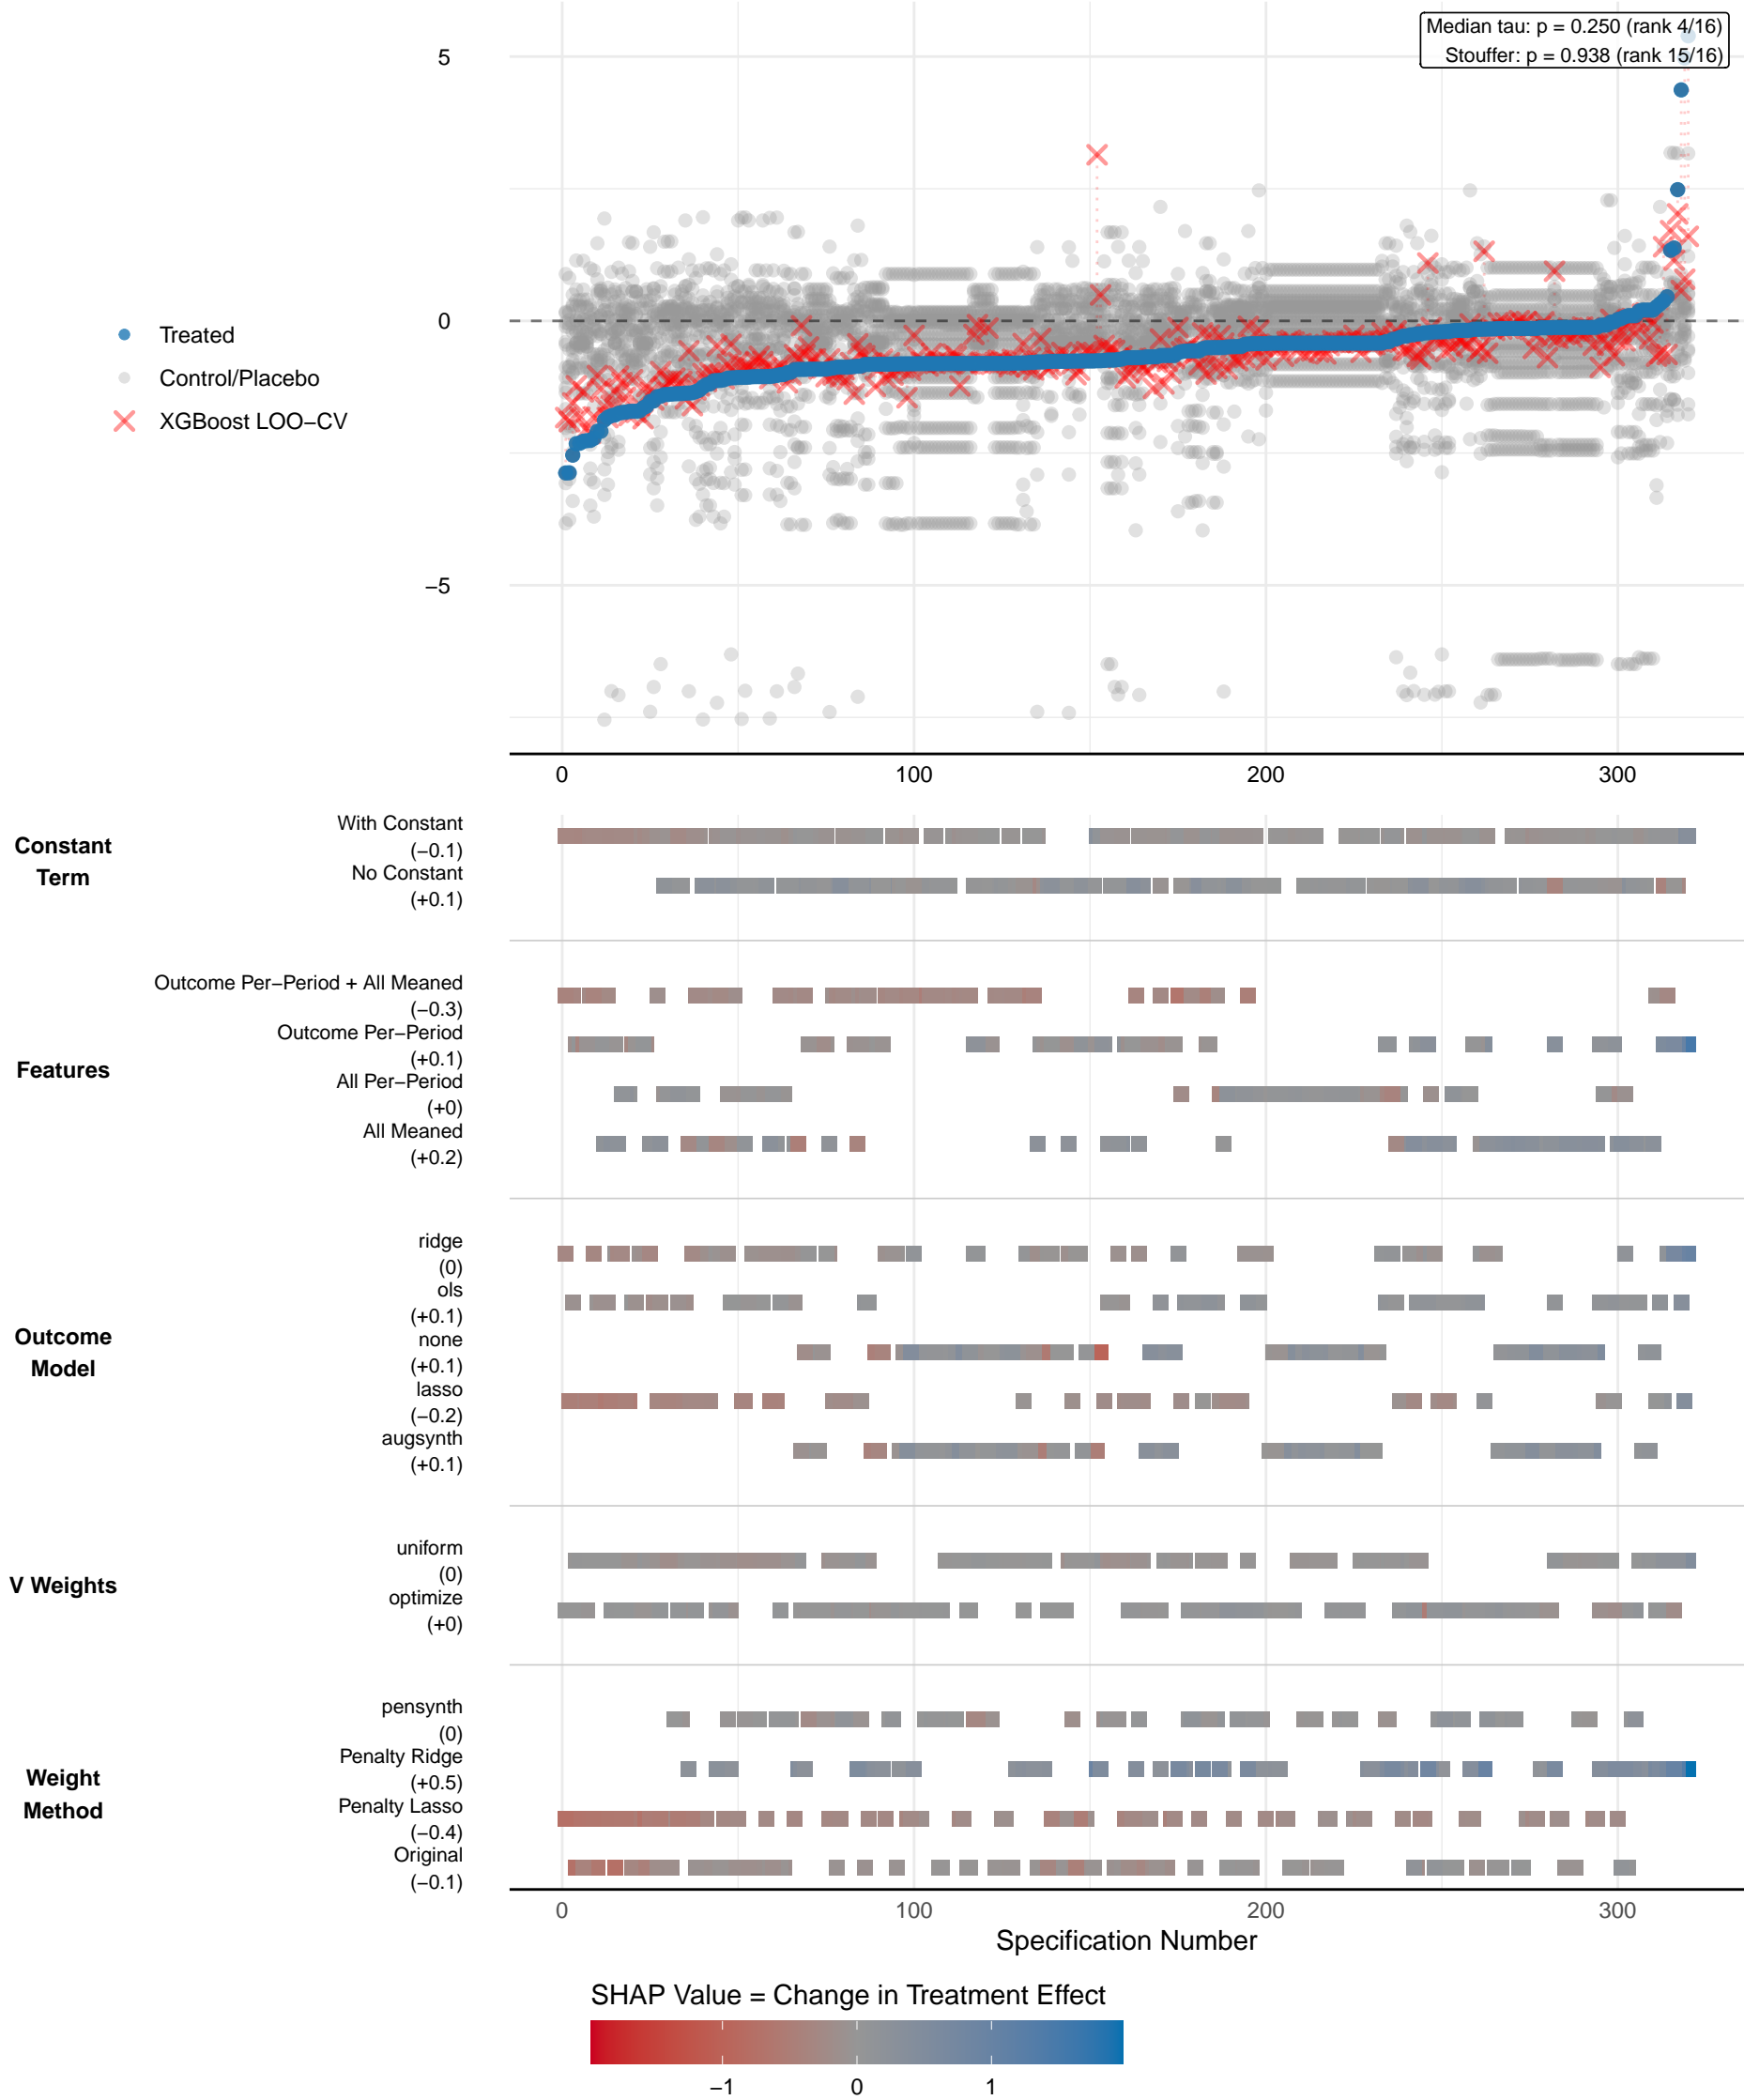 Median tau: p = 0.250 (rank 4/16)
Stouffer: p = 0.938 (rank 15/16)
5
0
−5
Treated
Control/Placebo
XGBoost LOO−CV
0
100
200
300
Constant
Term
With Constant
(−0.1)
No Constant
(+0.1)
Features
Outcome Per−Period + All Meaned
(−0.3)
Outcome Per−Period
(+0.1)
All Per−Period
(+0)
All Meaned
(+0.2)
Outcome
Model
ridge
(0)
ols
(+0.1)
none
(+0.1)
lasso
(−0.2)
augsynth
(+0.1)
V Weights
uniform
(0)
optimize
(+0)
Weight
Method
pensynth
(0)
Penalty Ridge
(+0.5)
Penalty Lasso
(−0.4)
Original
(−0.1)
0
100
200
300
Specification Number
SHAP Value = Change in Treatment Effect
−1
0
1